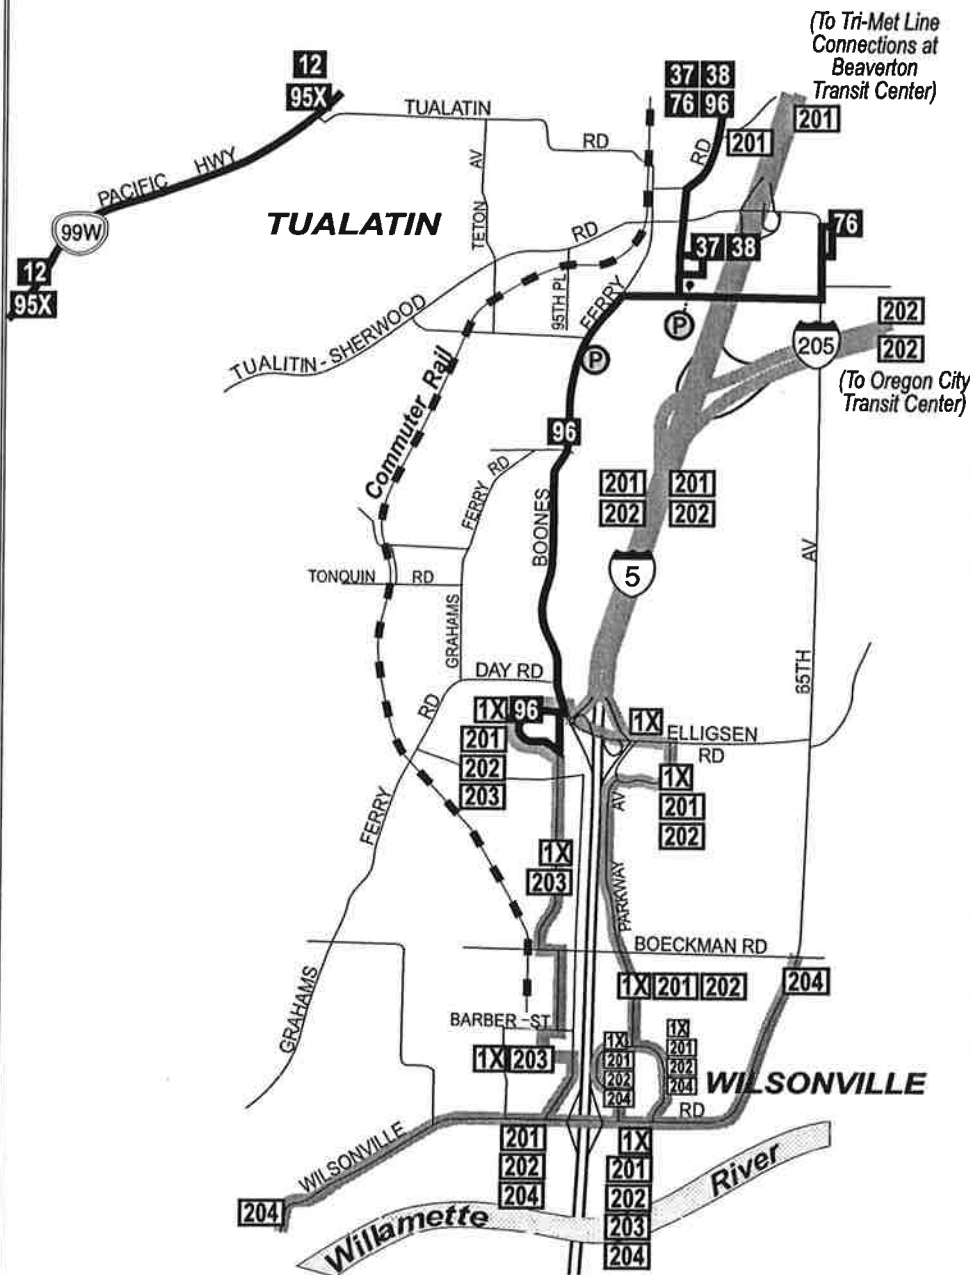 (To Tri-Met Line
Connections at
Beaverton
Transit Center)
12
95X
37 38
76 96
TUALATIN
RD
RD
201
201
PACIFIC HWY
99W
TETON AV
TUALATIN
RD
37 38
76
12
95X
95TH PL
FERRY
P
P
TUALITIN - SHERWOOD
205
202
202
(To Oregon City
Transit Center)
Commuter Rail
96
FERRY RD
BOONES
201
202
201
202
5
AV
TONQUIN RD
GRAHAMS
65TH
DAY RD
RD
1X 96
201
202
203
1X
ELLIGSEN
RD
1X
201
202
AV
FERRY
1X
203
PARKWAY
BOECKMAN RD
204
1X 201 202
GRAHAMS
BARBER ST
1X 203
1X
201
202
204
1X
201
202
204
WILSONVILLE
RD
WILSONVILLE
201
202
204
1X
201
202
203
204
204
Willamette River